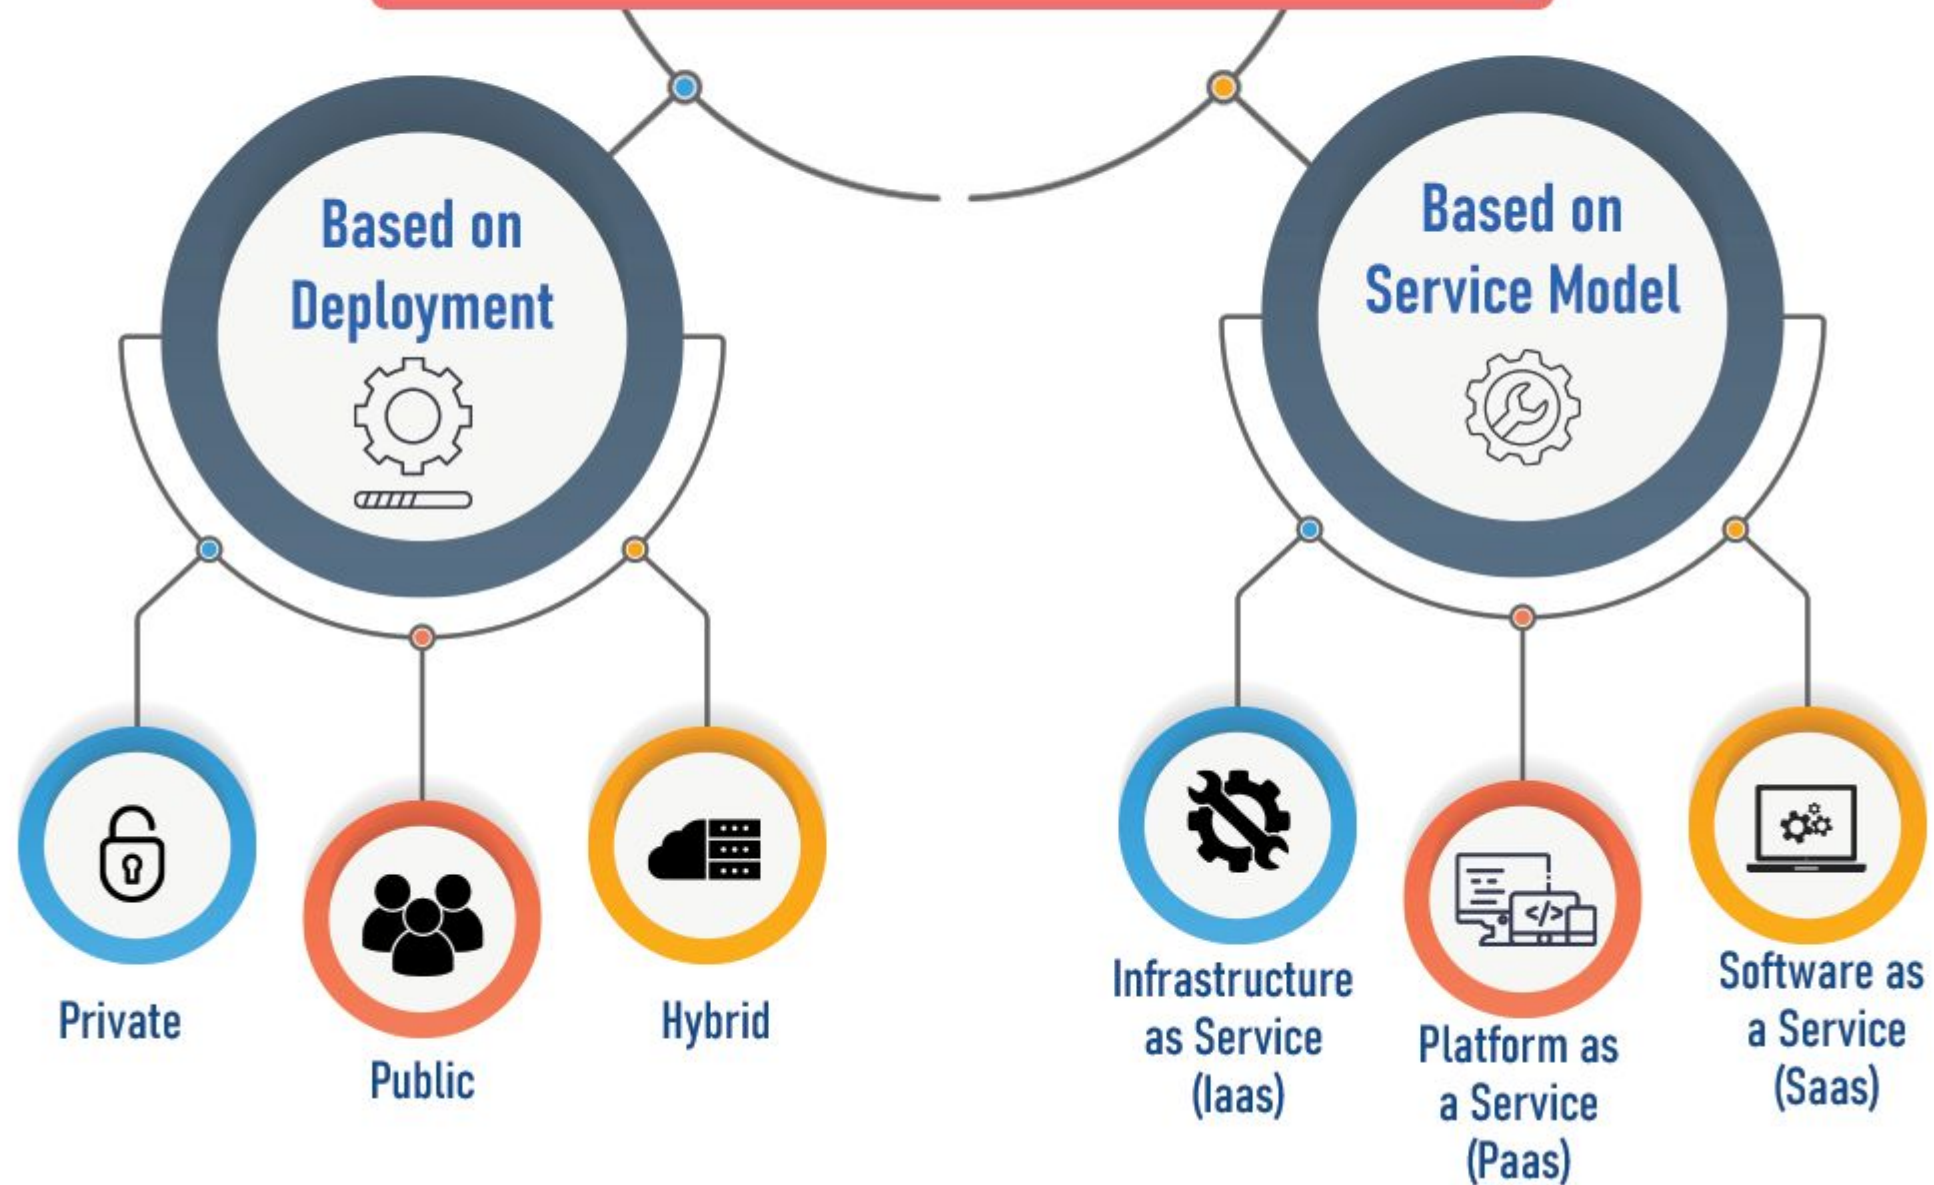 Based on
Deployment
Private
Public
Hybrid
Based on
Service Model
Infrastructure
as Service
(Iaas)
</>
Platform as
a Service
(Paas)
Software as
a Service
(Saas)